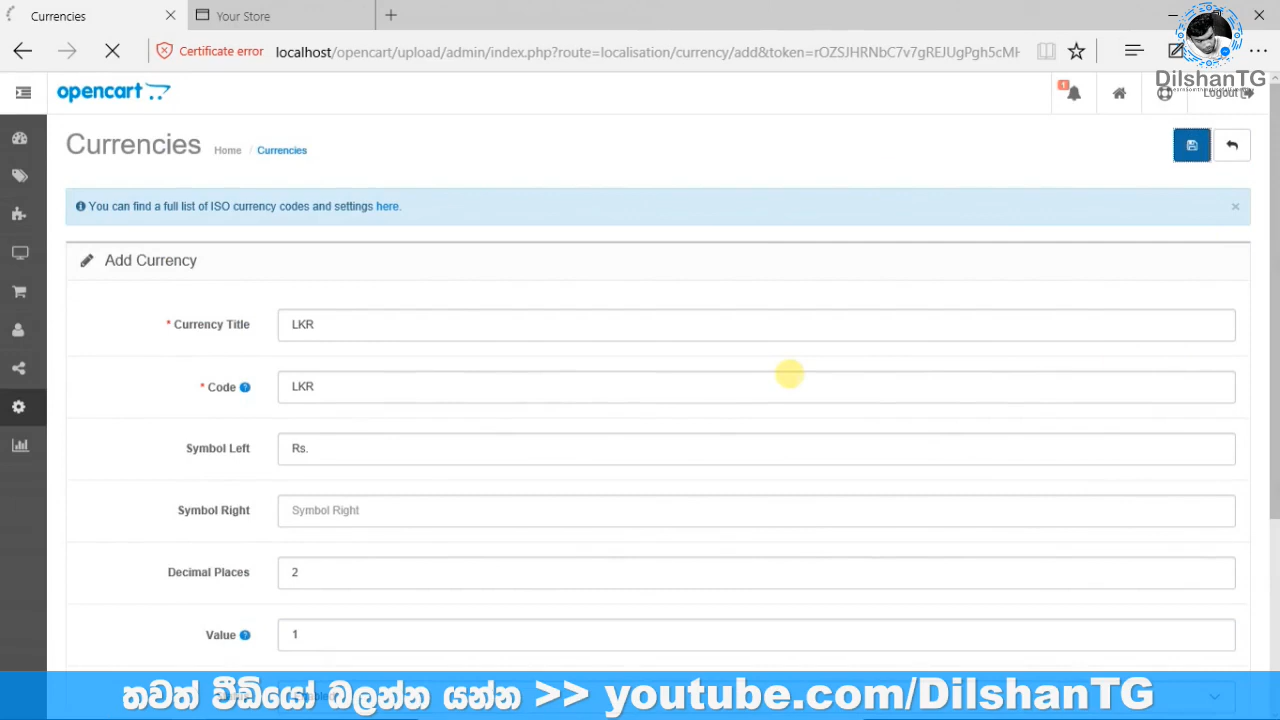 Currencies
Your Store
Certificate error
localhost/opencart/upload/admin/index.php?route=localisation/currency/add&token=rOZSJHRNbC7v7gREJUgPgh5cMH
DilshanTG
opencart
1
Logout
Currencies
Home / Currencies
You can find a full list of ISO currency codes and settings here.
×
Add Currency
* Currency Title
LKR
* Code
LKR
Symbol Left
Rs.
Symbol Right
Symbol Right
Decimal Places
2
Value
1
තවත් වීඩියෝ බලන්න යන්න >> youtube.com/DilshanTG